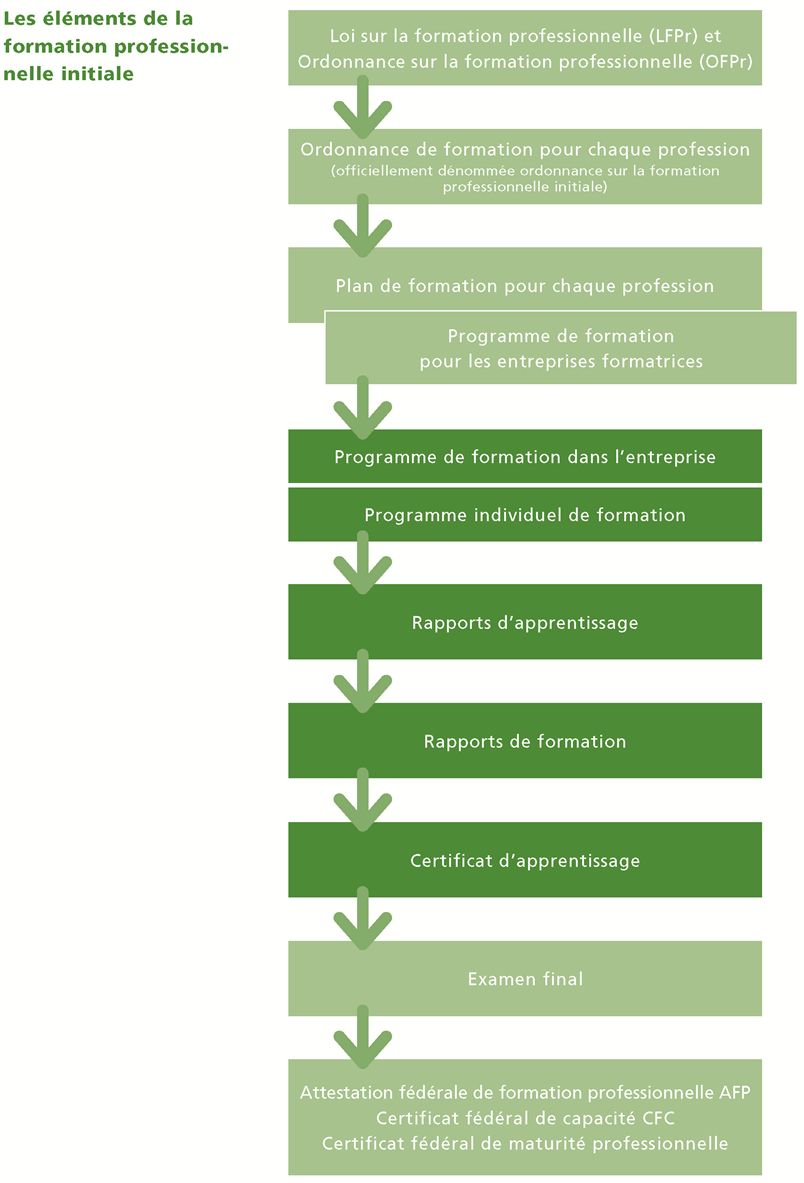 Les éléments de la
formation profession-
nelle initiale
Loi sur la formation professionnelle (LFPr) et
Ordonnance sur la formation professionnelle (OFPr)
Ordonnance de formation pour chaque profession
(officiellement dénommée ordonnance sur la formation
professionnelle initiale)
Plan de formation pour chaque profession
Programme de formation
pour les entreprises formatrices
Programme de formation dans l‘entreprise
Programme individuel de formation
Rapports d’apprentissage
Rapports de formation
Certificat d’apprentissage
Examen final
Attestation fédérale de formation professionnelle AFP
Certificat fédéral de capacité CFC
Certificat fédéral de maturité professionnelle